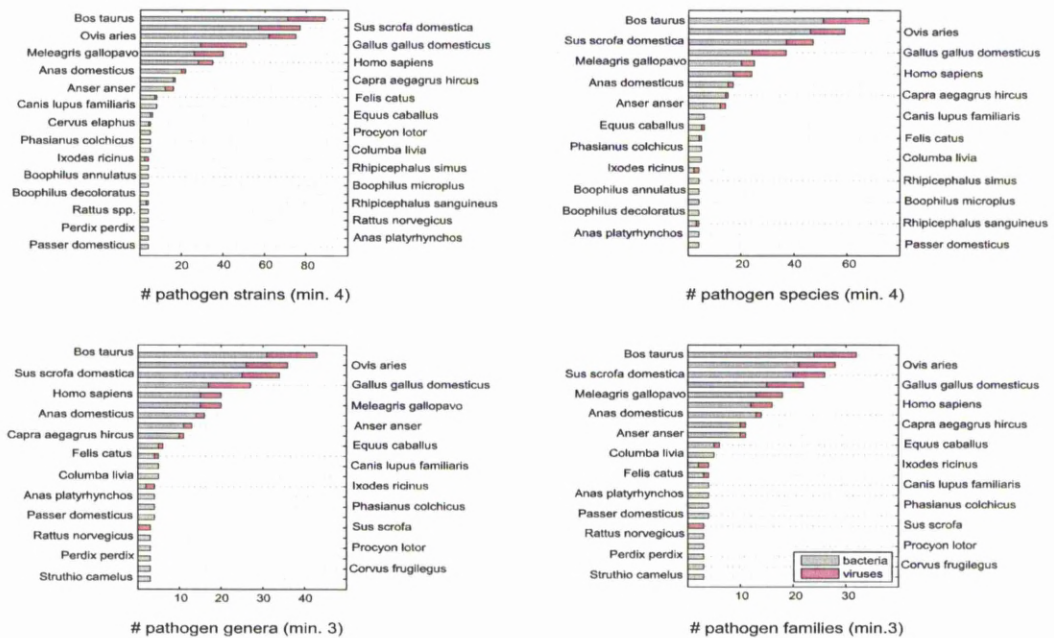 Bos taurus
Sus scrofa domestica
Ovis aries
Gallus gallus domesticus
Meleagris gallopavo
Homo sapiens
Anas domesticus
Capra aegagrus hircus
Anser anser
Felis catus
Canis lupus familiaris
Equus caballus
Cervus elaphus
Procyon lotor
Phasianus colchicus
Columba livia
Ixodes ricinus
Rhipicephalus simus
Boophilus annulatus
Boophilus microplus
Boophilus decoloratus
Rhipicephalus sanguineus
Rattus spp.
Rattus norvegicus
Perdix perdix
Anas platyrhynchos
Passer domesticus
20 40 60 80
# pathogen strains (min. 4)
Bos taurus
Ovis aries
Sus scrofa domestica
Gallus gallus domesticus
Meleagris gallopavo
Homo sapiens
Anas domesticus
Capra aegagrus hircus
Anser anser
Canis lupus familiaris
Equus caballus
Felis catus
Phasianus colchicus
Columba livia
Ixodes ricinus
Rhipicephalus simus
Boophilus annulatus
Boophilus microplus
Boophilus decoloratus
Rhipicephalus sanguineus
Anas platyrhynchos
Passer domesticus
20 40 60
# pathogen species (min. 4)
Bos taurus
Ovis aries
Sus scrofa domestica
Gallus gallus domesticus
Homo sapiens
Meleagris gallopavo
Anas domesticus
Anser anser
Capra aegagrus hircus
Equus caballus
Felis catus
Canis lupus familiaris
Columba livia
Ixodes ricinus
Anas platyrhynchos
Phasianus colchicus
Passer domesticus
Sus scrofa
Rattus norvegicus
Procyon lotor
Perdix perdix
Corvus frugilegus
Struthio camelus
10 20 30 40
# pathogen genera (min. 3)
Bos taurus
Ovis aries
Sus scrofa domestica
Gallus gallus domesticus
Meleagris gallopavo
Homo sapiens
Anas domesticus
Capra aegagrus hircus
Anser anser
Equus caballus
Columba livia
Ixodes ricinus
Felis catus
Canis lupus familiaris
Anas platyrhynchos
Phasianus colchicus
Passer domesticus
Sus scrofa
Rattus norvegicus
Procyon lotor
Perdix perdix
Corvus frugilegus
Struthio camelus
bacteria
viruses
10 20 30
# pathogen families (min.3)